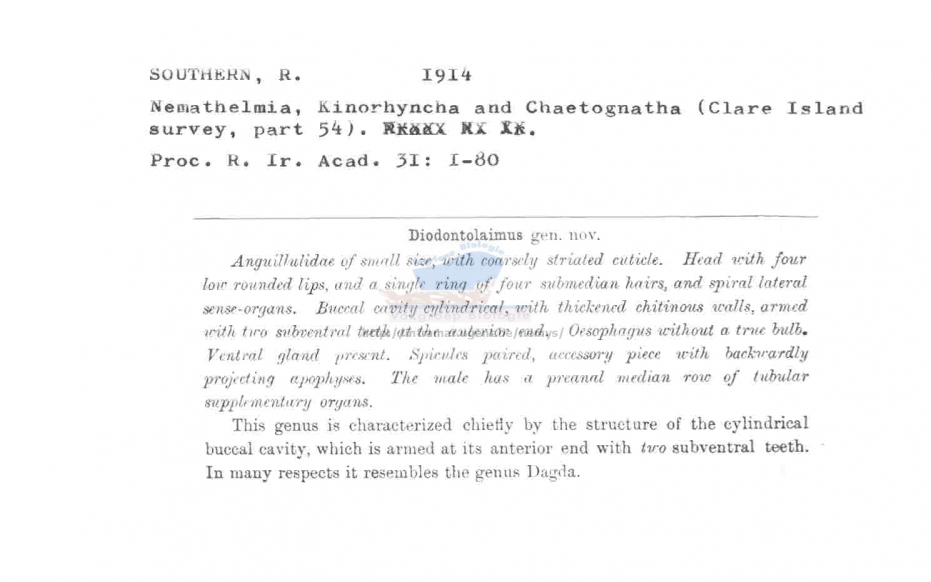 SOUTHERN, R. 1914
Nemathelmia, Kinorhyncha and Chaetognatha (Clare Island
survey, part 54).
Proc. R. Ir. Acad. 31: 1-80
Diodontolaimus gen. nov.
Anguillulidae of small size, with coarsely striated cuticle. Head with four
low rounded lips, and a single ring of four submedian hairs, and spiral lateral
sense-organs. Buccal cavity cylindrical, with thickened chitinous walls, armed
with two subventral teeth at the anterior end. Oesophagus without a true bulb.
Ventral gland present. Spicules paired, accessory piece with backwardly
projecting apophyses. The male has a preanal median row of tubular
supplementary organs.
This genus is characterized chiefly by the structure of the cylindrical
buccal cavity, which is armed at its anterior end with two subventral teeth.
In many respects it resembles the genus Dagda.